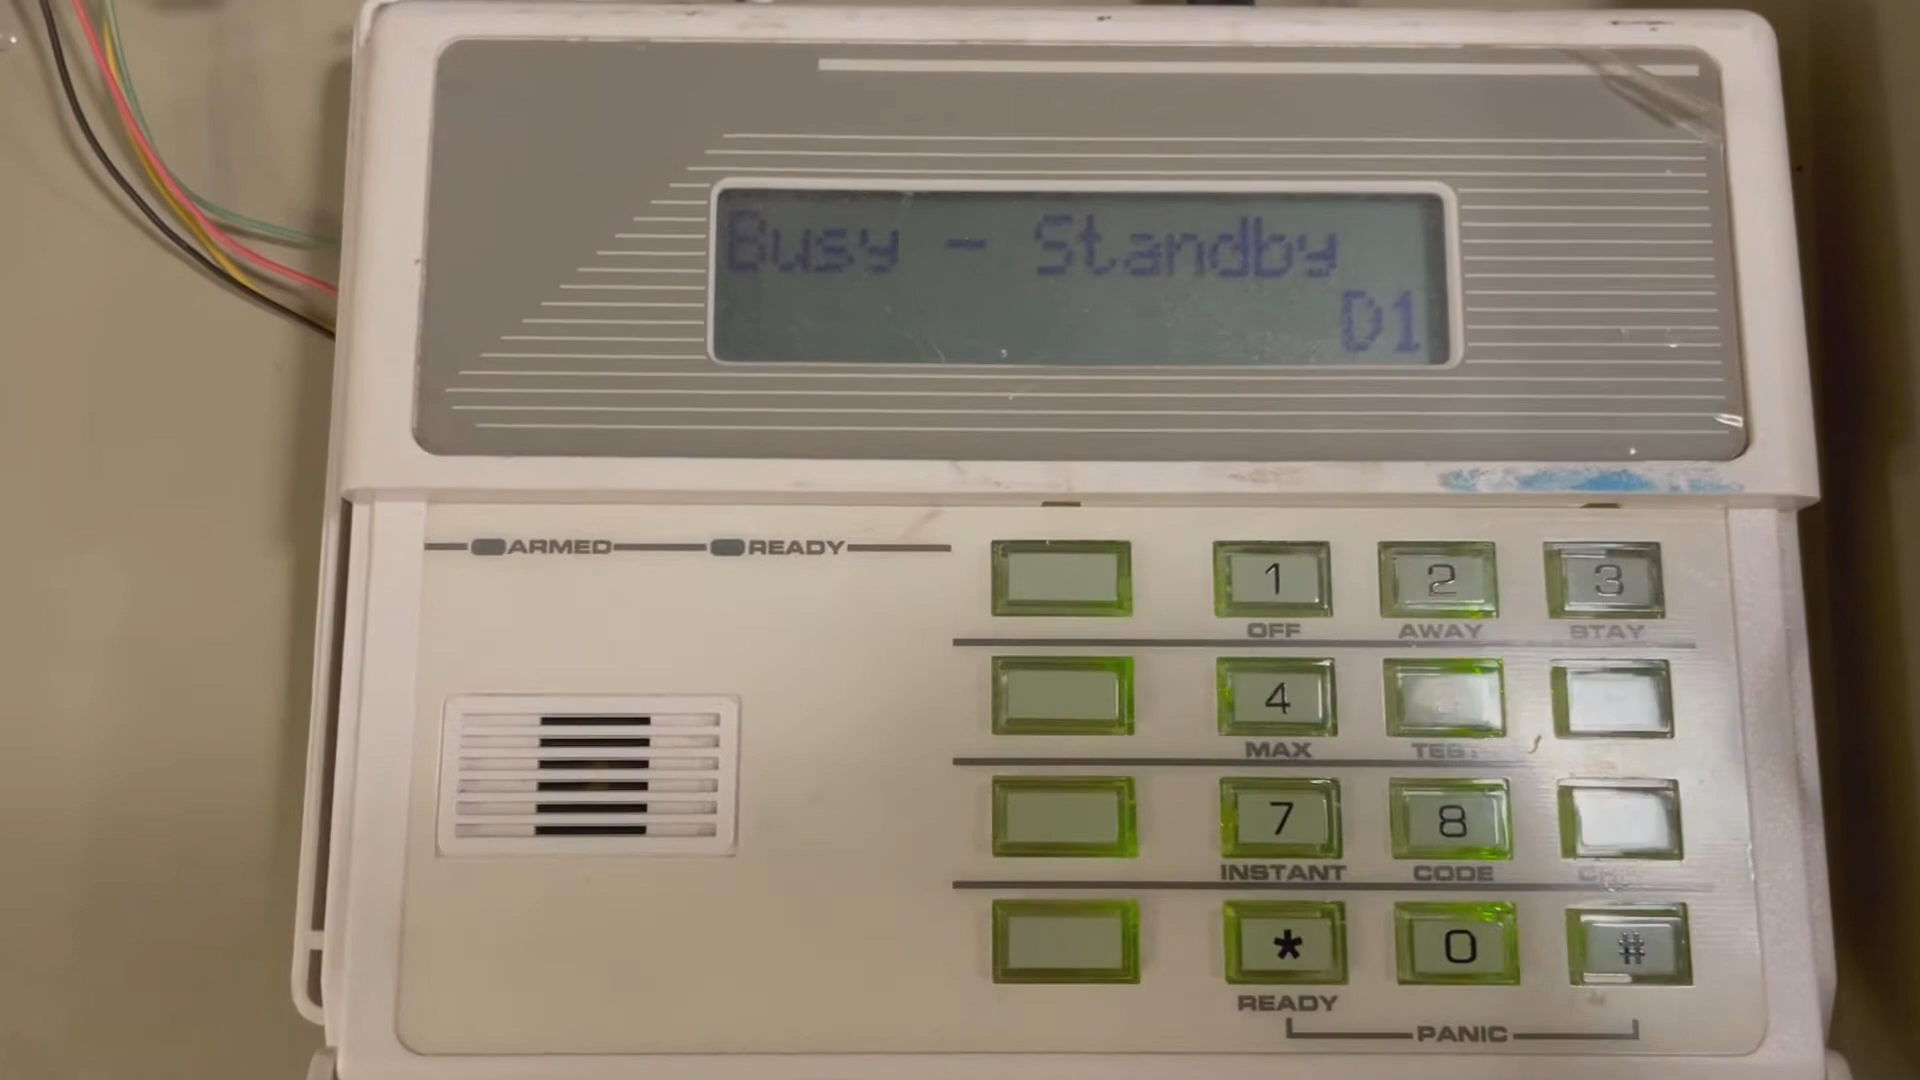 Busy - Standby
D1
ARMED READY
1 2 3
OFF AWAY STAY
4
MAX TEST
7 8
INSTANT CODE
* 0 #
READY
PANIC